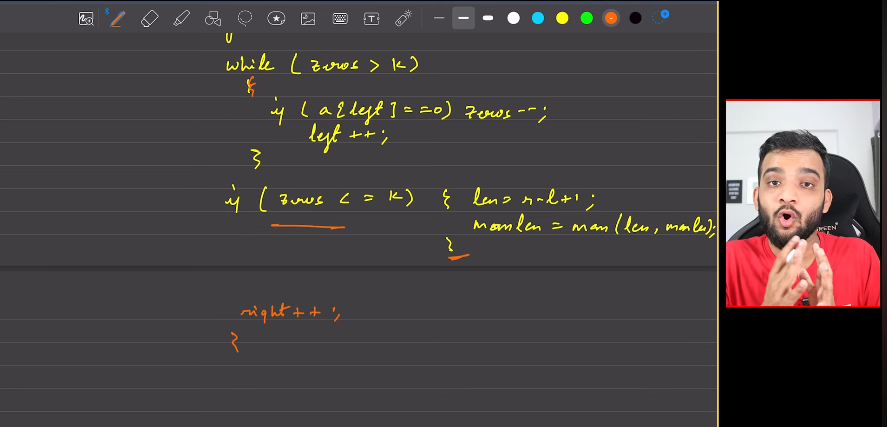 }
while ( zeros > K)
{
if ( a[left] == 0) zeros--;
left ++;
}
if ( zeros < = K) { len = r-l+1;
maxlen = max(len, maxlen);
}
right++;
}